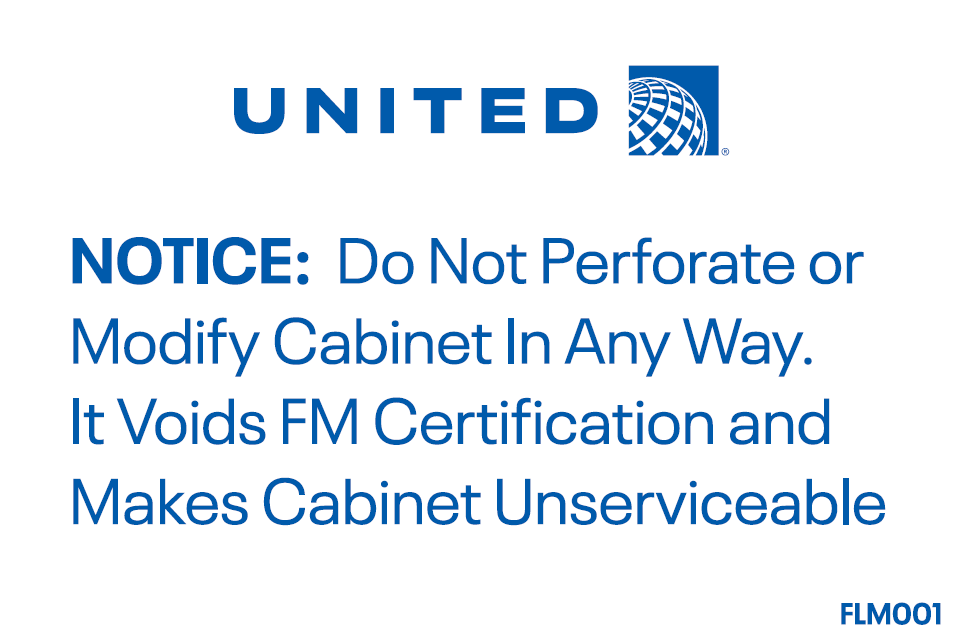 UNITED
NOTICE: Do Not Perforate or
Modify Cabinet In Any Way.
It Voids FM Certification and
Makes Cabinet Unserviceable
FLM001